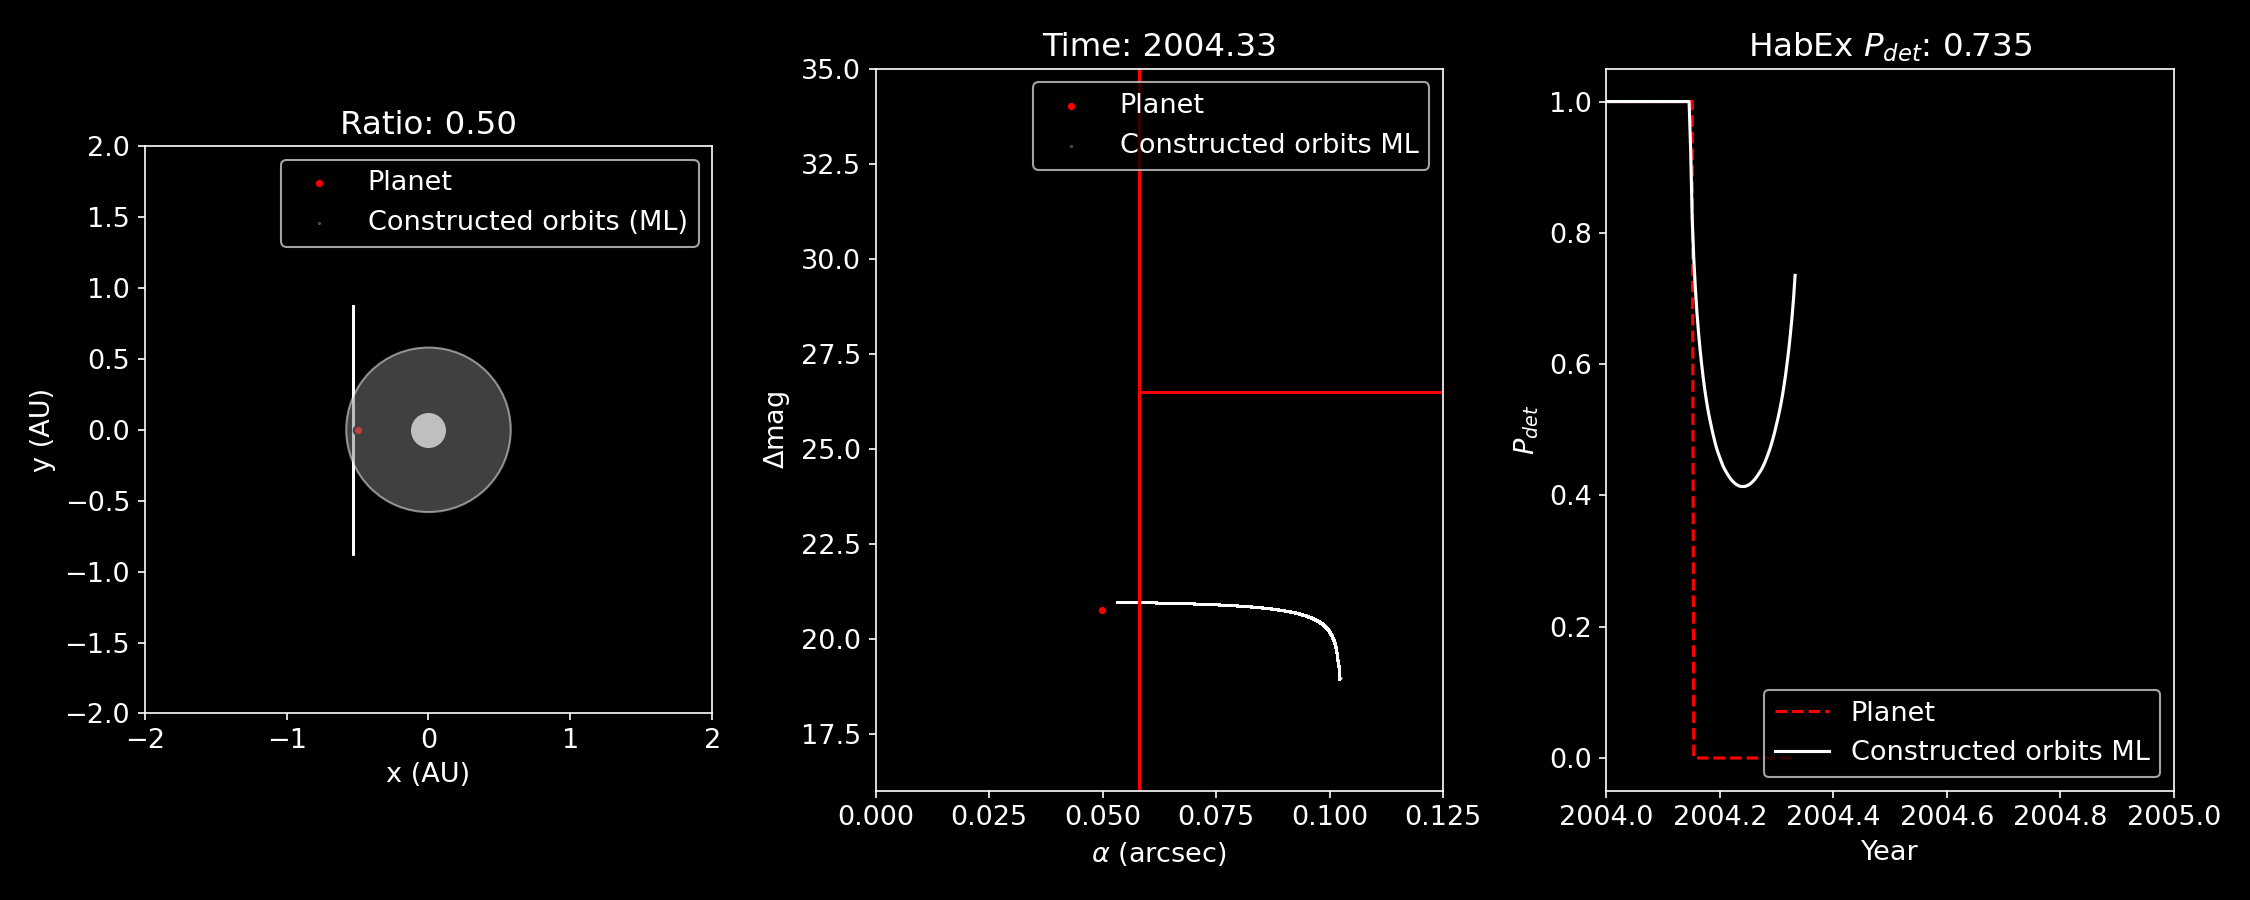 Ratio: 0.50
2.0
1.5
1.0
0.5
0.0
−0.5
−1.0
−1.5
−2.0
y (AU)
Planet
Constructed orbits (ML)
−2 −1 0 1 2
x (AU)
Time: 2004.33
35.0
32.5
30.0
27.5
25.0
22.5
20.0
17.5
Δmag
Planet
Constructed orbits ML
0.000 0.025 0.050 0.075 0.100 0.125
α (arcsec)
HabEx P_det: 0.735
1.0
0.8
0.6
0.4
0.2
0.0
P_det
Planet
Constructed orbits ML
2004.0 2004.2 2004.4 2004.6 2004.8 2005.0
Year